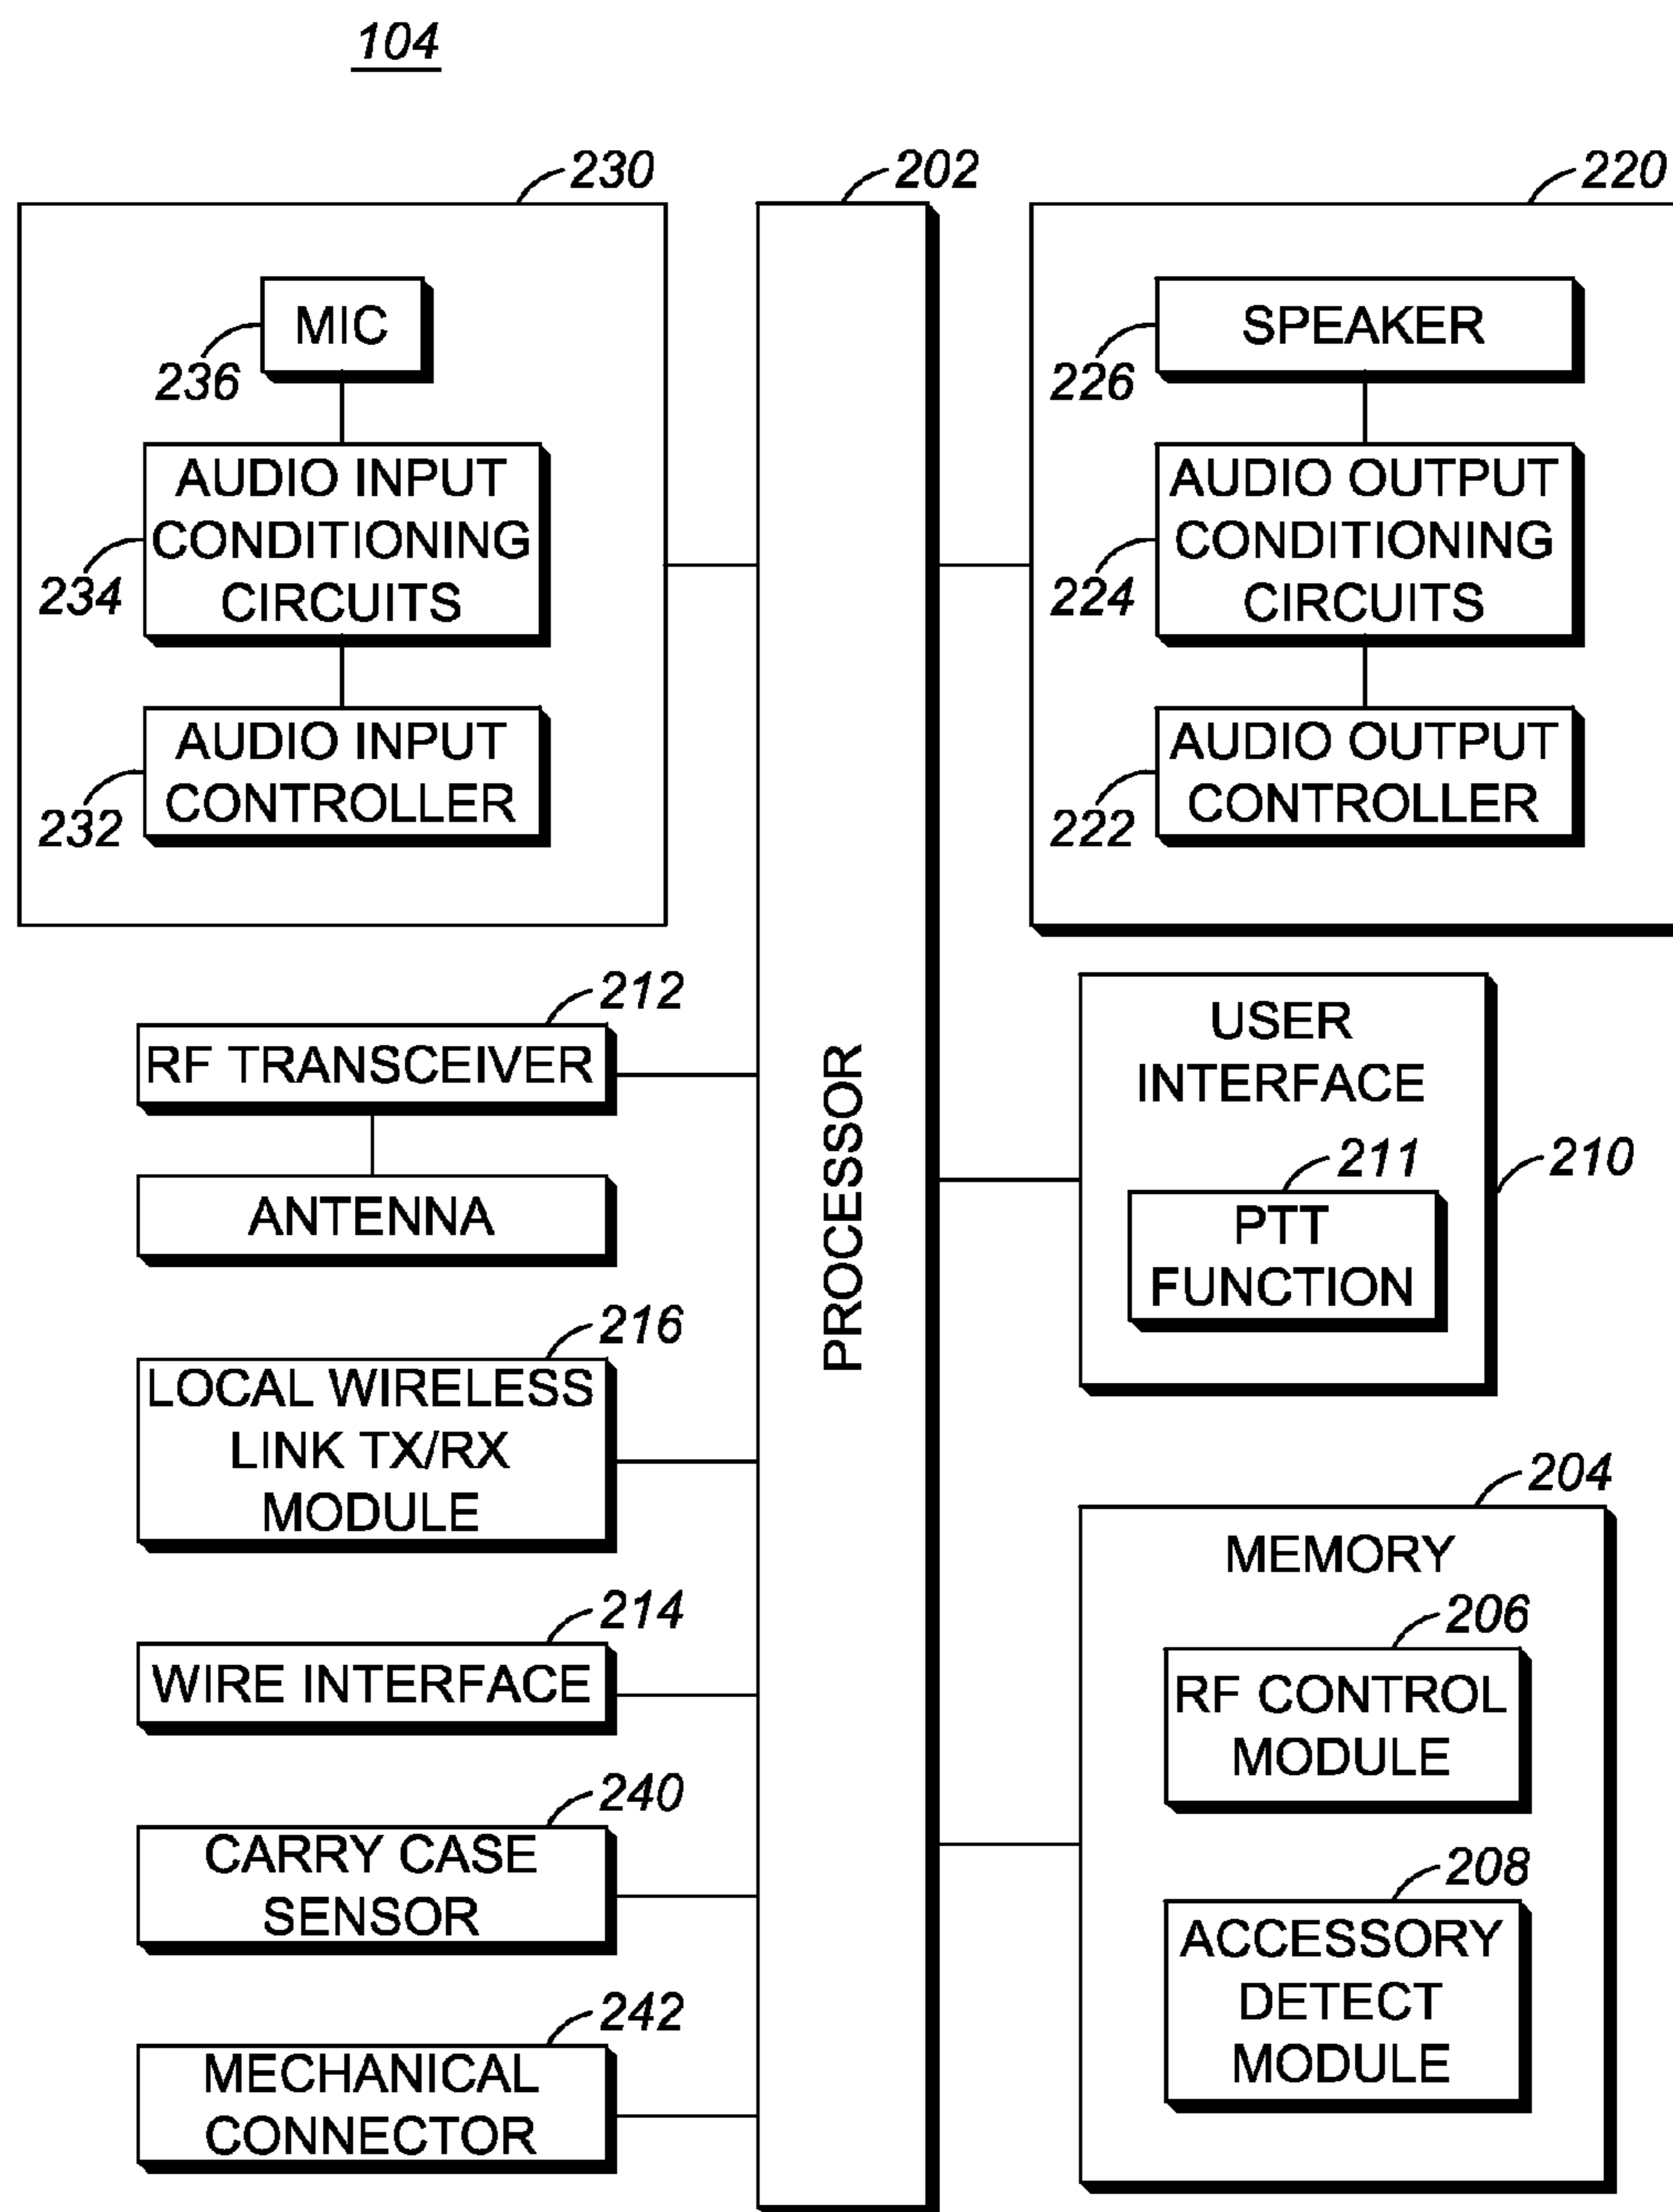 104
230
202
220
MIC
236
AUDIO INPUT
CONDITIONING
CIRCUITS
234
AUDIO INPUT
CONTROLLER
232
SPEAKER
226
AUDIO OUTPUT
CONDITIONING
CIRCUITS
224
AUDIO OUTPUT
CONTROLLER
222
212
RF TRANSCEIVER
ANTENNA
216
LOCAL WIRELESS
LINK TX/RX
MODULE
214
WIRE INTERFACE
240
CARRY CASE
SENSOR
242
MECHANICAL
CONNECTOR
PROCESSOR
USER
INTERFACE
211
210
PTT
FUNCTION
204
MEMORY
206
RF CONTROL
MODULE
208
ACCESSORY
DETECT
MODULE